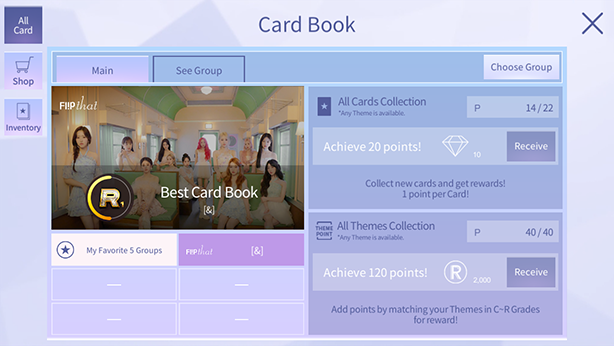 All
Card
Card Book
Shop
Inventory
Main
See Group
Choose Group
FLIP that
R
1
Best Card Book
[&]
My Favorite 5 Groups
FLIP that
[&]
All Cards Collection
*Any Theme is available.
P 14 / 22
Achieve 20 points!
10
Receive
Collect new cards and get rewards!
1 point per Card!
THEME
POINT
All Themes Collection
*Any Theme is available.
P 40 / 40
Achieve 120 points!
R
2,000
Receive
Add points by matching your Themes in C~R Grades
for reward!